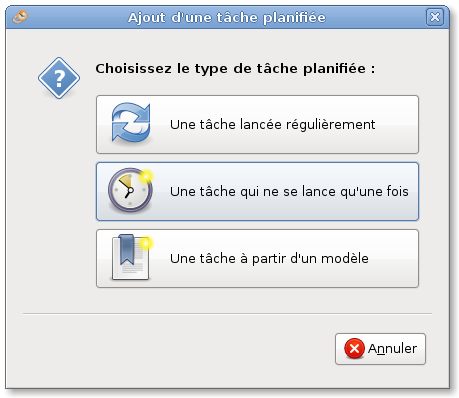 Ajout d'une tâche planifiée
Choisissez le type de tâche planifiée :
Une tâche lancée régulièrement
Une tâche qui ne se lance qu'une fois
Une tâche à partir d'un modèle
Annuler